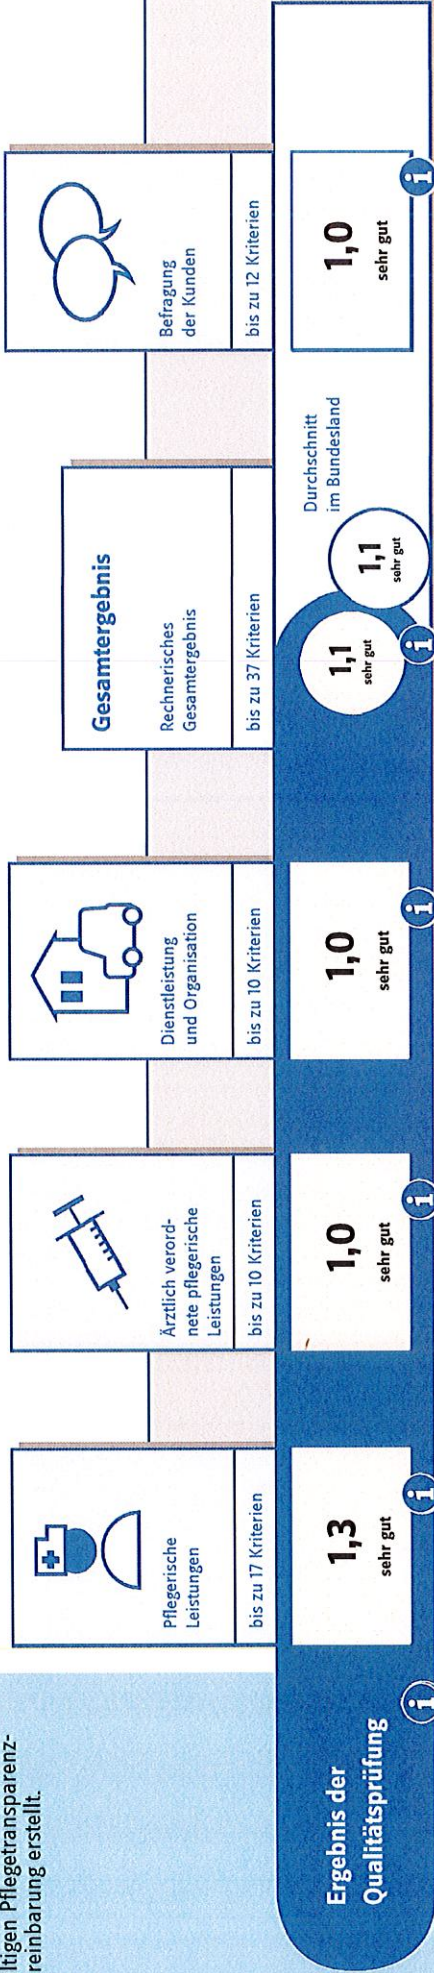 ltigen Pflegetransparenz-
reinbarung erstellt.
Pflegerische
Leistungen
bis zu 17 Kriterien
Ärztlich verord-
nete pflegerische
Leistungen
bis zu 10 Kriterien
Dienstleistung
und Organisation
bis zu 10 Kriterien
Gesamtergebnis
Rechnerisches
Gesamtergebnis
bis zu 37 Kriterien
Befragung
der Kunden
bis zu 12 Kriterien
Ergebnis der
Qualitätsprüfung
i
1,3
sehr gut
i
1,0
sehr gut
i
1,0
sehr gut
i
1,1
sehr gut
i
1,1
sehr gut
Durchschnitt
im Bundesland
1,0
sehr gut
i